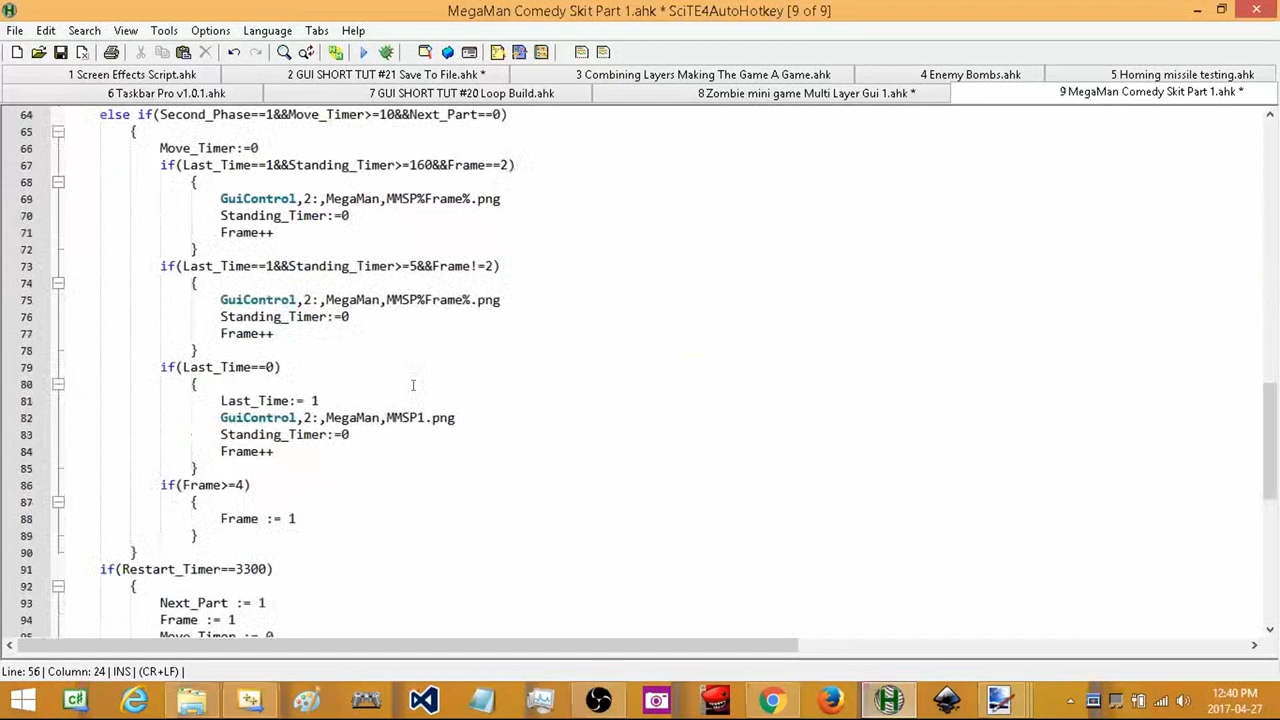 MegaMan Comedy Skit Part 1.ahk * SciTE4AutoHotkey [9 of 9]
File Edit Search View Tools Options Language Tabs Help
1 Screen Effects Script.ahk 2 GUI SHORT TUT #21 Save To File.ahk * 3 Combining Layers Making The Game A Game.ahk 4 Enemy Bombs.ahk 5 Homing missile testing.ahk
6 Taskbar Pro v1.0.1.ahk 7 GUI SHORT TUT #20 Loop Build.ahk 8 Zombie mini game Multi Layer Gui 1.ahk * 9 MegaMan Comedy Skit Part 1.ahk *
64 else if(Second_Phase==1&&Move_Timer>=10&&Next_Part==0)
65 {
66 Move_Timer:=0
67 if(Last_Time==1&&Standing_Timer>=160&&Frame==2)
68 {
69 GuiControl,2:,MegaMan,MMSP%Frame%.png
70 Standing_Timer:=0
71 Frame++
72 }
73 if(Last_Time==1&&Standing_Timer>=5&&Frame!=2)
74 {
75 GuiControl,2:,MegaMan,MMSP%Frame%.png
76 Standing_Timer:=0
77 Frame++
78 }
79 if(Last_Time==0)
80 {
81 Last_Time:= 1
82 GuiControl,2:,MegaMan,MMSP1.png
83 Standing_Timer:=0
84 Frame++
85 }
86 if(Frame>=4)
87 {
88 Frame := 1
89 }
90 }
91 if(Restart_Timer==3300)
92 {
93 Next_Part := 1
94 Frame := 1
95 Move_Timer := 0
Line: 56 | Column: 24 | INS | (CR+LF) |
12:40 PM
2017-04-27